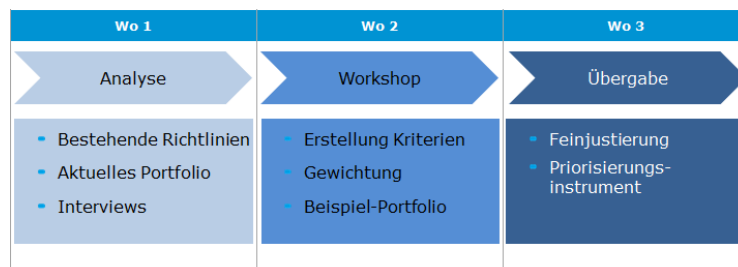 Wo 1
Wo 2
Wo 3
Analyse
Workshop
Übergabe
Bestehende Richtlinien
Aktuelles Portfolio
Interviews
Erstellung Kriterien
Gewichtung
Beispiel-Portfolio
Feinjustierung
Priorisierungs-
instrument